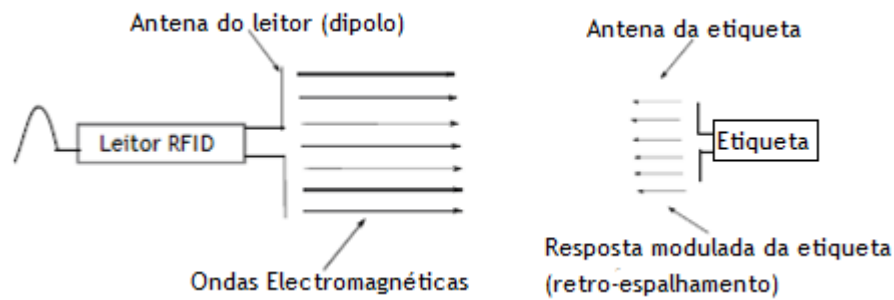 Antena do leitor (dipolo)
Antena da etiqueta
Leitor RFID
Etiqueta
Ondas Electromagnéticas
Resposta modulada da etiqueta
(retro-espalhamento)